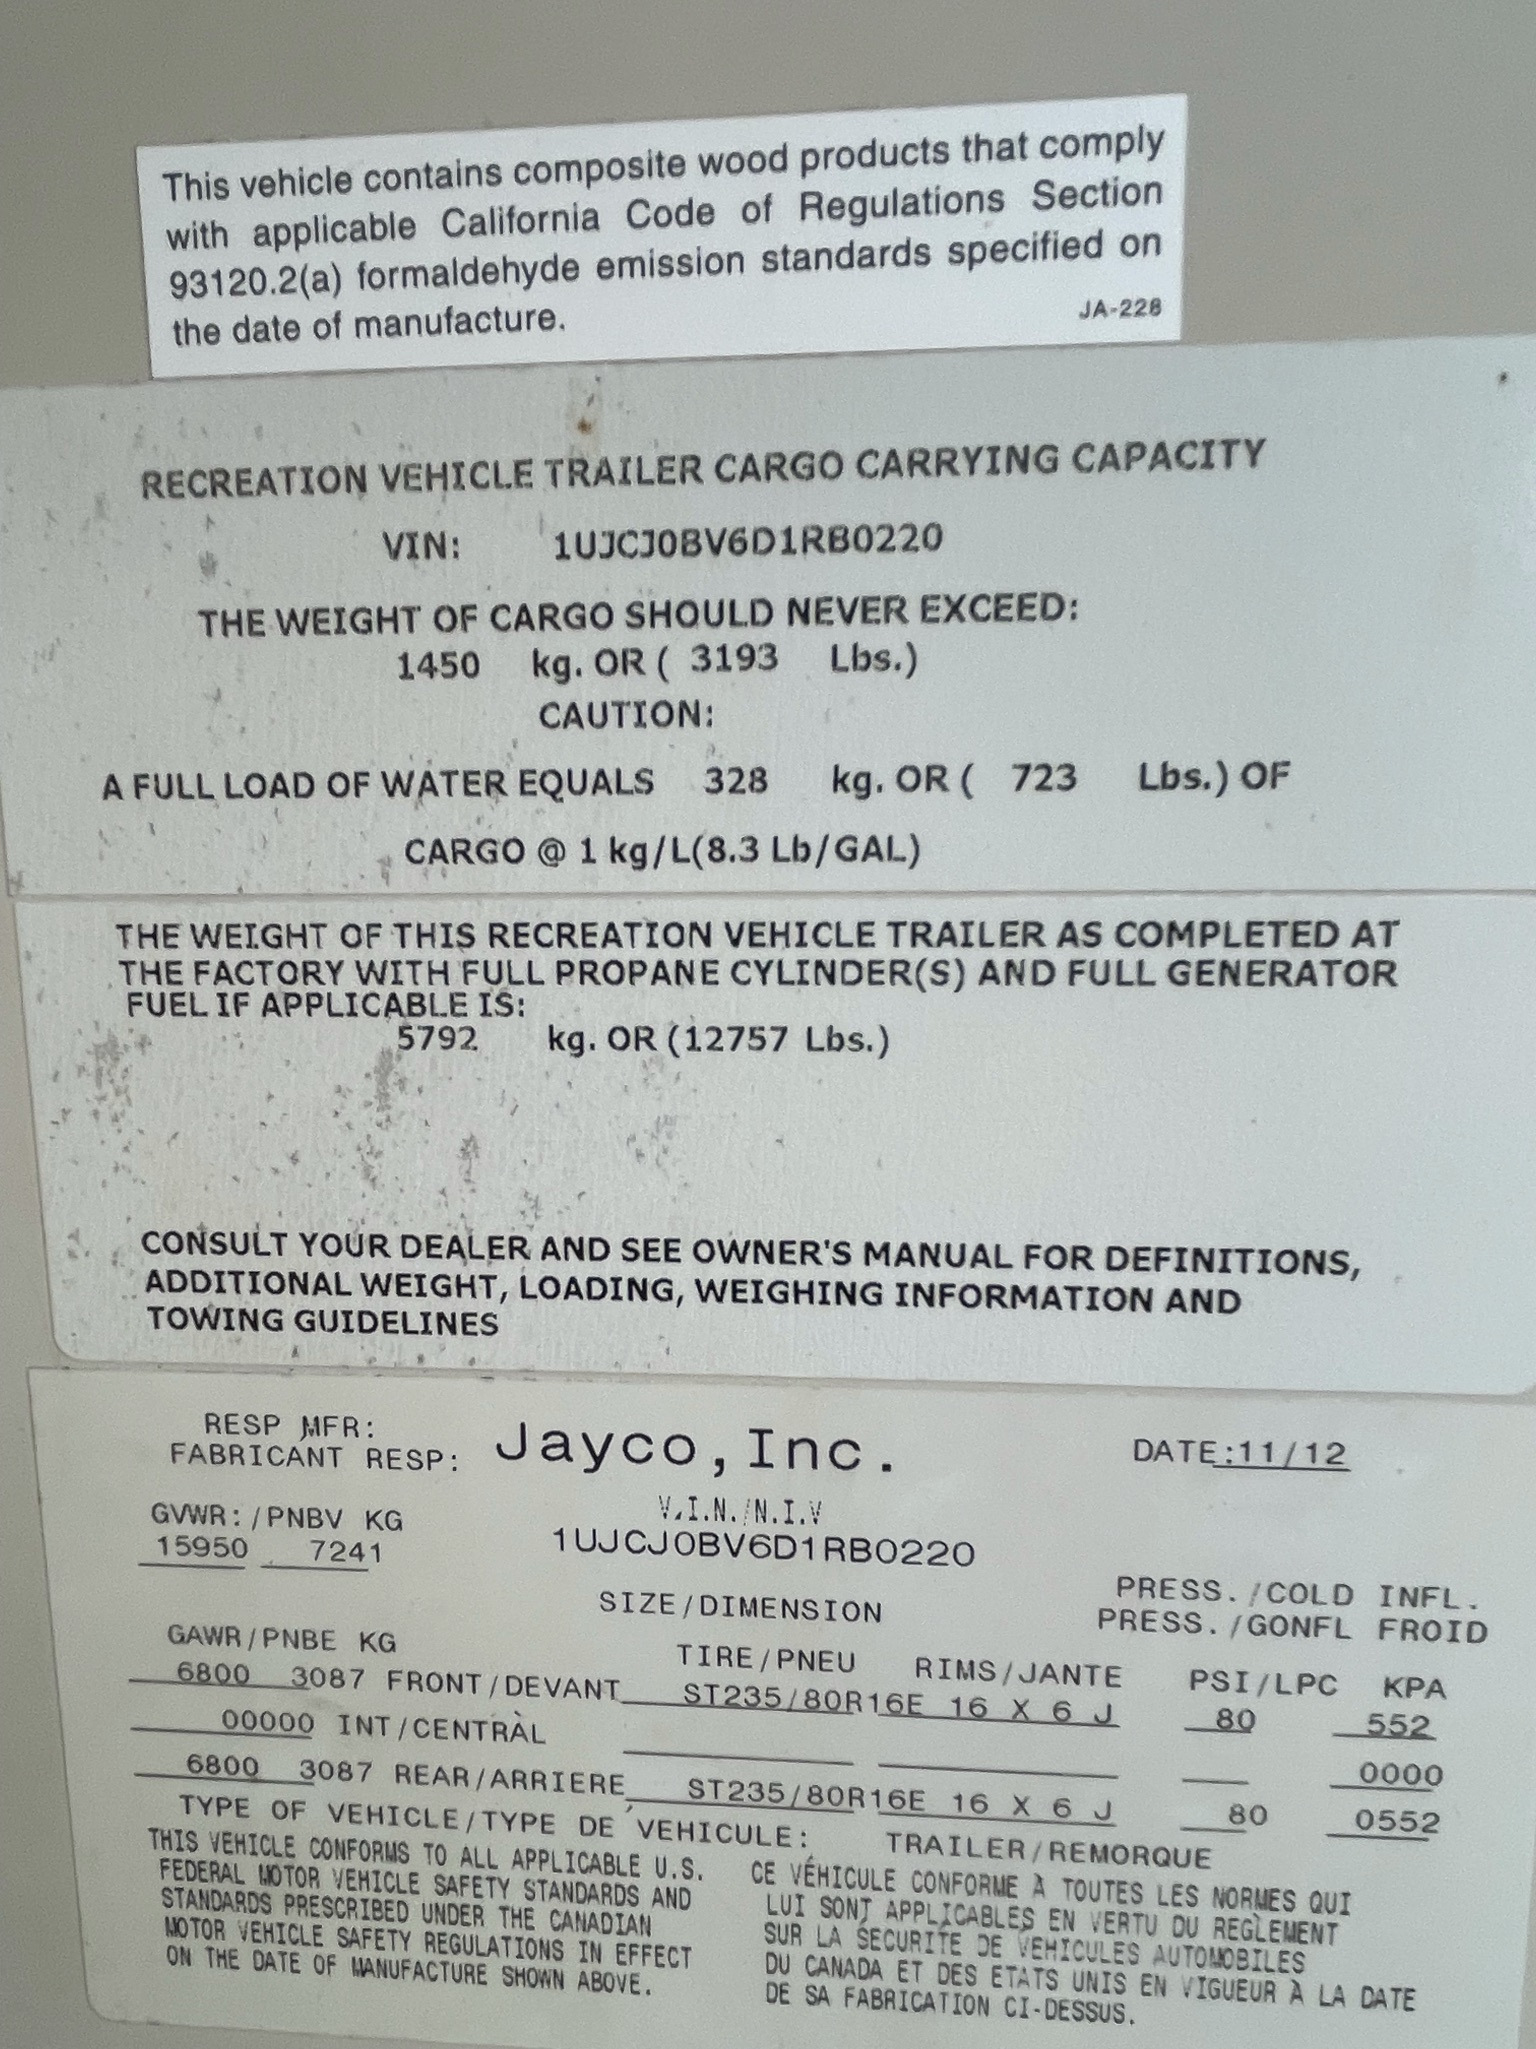 This vehicle contains composite wood products that comply
with applicable California Code of Regulations Section
93120.2(a) formaldehyde emission standards specified on
the date of manufacture.
JA-228
RECREATION VEHICLE TRAILER CARGO CARRYING CAPACITY
VIN: 1UJCJ0BV6D1RB0220
THE WEIGHT OF CARGO SHOULD NEVER EXCEED:
1450 kg. OR ( 3193 Lbs.)
CAUTION:
A FULL LOAD OF WATER EQUALS 328 kg. OR ( 723 Lbs.) OF
CARGO @ 1 kg/L(8.3 Lb/GAL)
THE WEIGHT OF THIS RECREATION VEHICLE TRAILER AS COMPLETED AT
THE FACTORY WITH FULL PROPANE CYLINDER(S) AND FULL GENERATOR
FUEL IF APPLICABLE IS:
5792 kg. OR (12757 Lbs.)
CONSULT YOUR DEALER AND SEE OWNER'S MANUAL FOR DEFINITIONS,
ADDITIONAL WEIGHT, LOADING, WEIGHING INFORMATION AND
TOWING GUIDELINES
RESP MFR:
FABRICANT RESP: Jayco, Inc. DATE:11/12
GVWR:/PNBV KG V.I.N./N.I.V
15950 7241 1UJCJ0BV6D1RB0220
SIZE/DIMENSION PRESS./COLD INFL.
PRESS./GONFL FROID
GAWR/PNBE KG TIRE/PNEU RIMS/JANTE PSI/LPC KPA
6800 3087 FRONT/DEVANT ST235/80R16E 16 X 6 J 80 552
00000 INT/CENTRAL 0000
6800 3087 REAR/ARRIERE ST235/80R16E 16 X 6 J 80 0552
TYPE OF VEHICLE/TYPE DE VÉHICULE: TRAILER/REMORQUE
THIS VEHICLE CONFORMS TO ALL APPLICABLE U.S.
FEDERAL MOTOR VEHICLE SAFETY STANDARDS AND
STANDARDS PRESCRIBED UNDER THE CANADIAN
MOTOR VEHICLE SAFETY REGULATIONS IN EFFECT
ON THE DATE OF MANUFACTURE SHOWN ABOVE.
CE VÉHICULE CONFORME À TOUTES LES NORMES QUI
LUI SONT APPLICABLES EN VERTU DU REGLEMENT
SUR LA SÉCURITÉ DE VEHICULES AUTOMOBILES
DU CANADA ET DES ETATS UNIS EN VIGUEUR À LA DATE
DE SA FABRICATION CI-DESSUS.